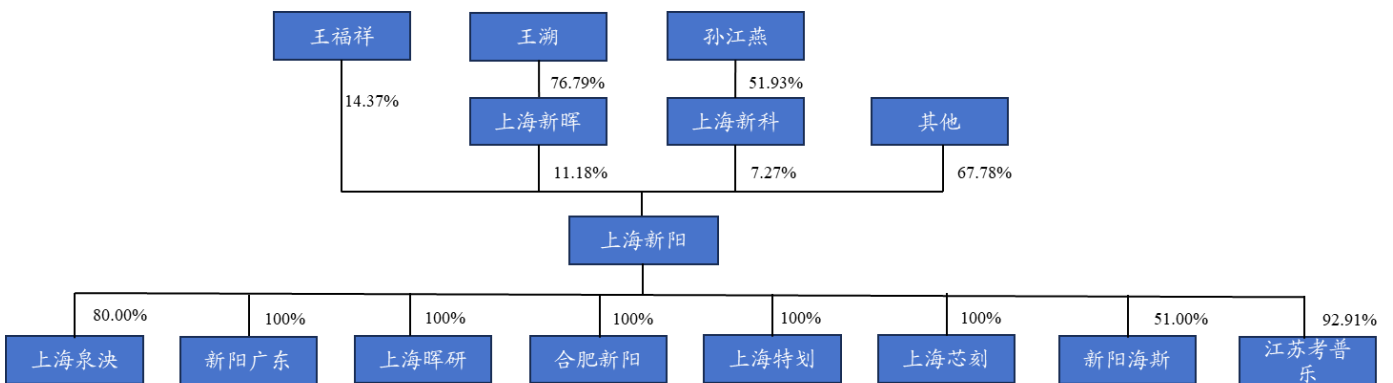 王福祥
王溯
孙江燕
76.79%
51.93%
14.37%
上海新晖
上海新科
其他
11.18%
7.27%
67.78%
上海新阳
80.00%
100%
100%
100%
100%
100%
51.00%
92.91%
上海泉泱
新阳广东
上海晖研
合肥新阳
上海特划
上海芯刻
新阳海斯
江苏考普
乐